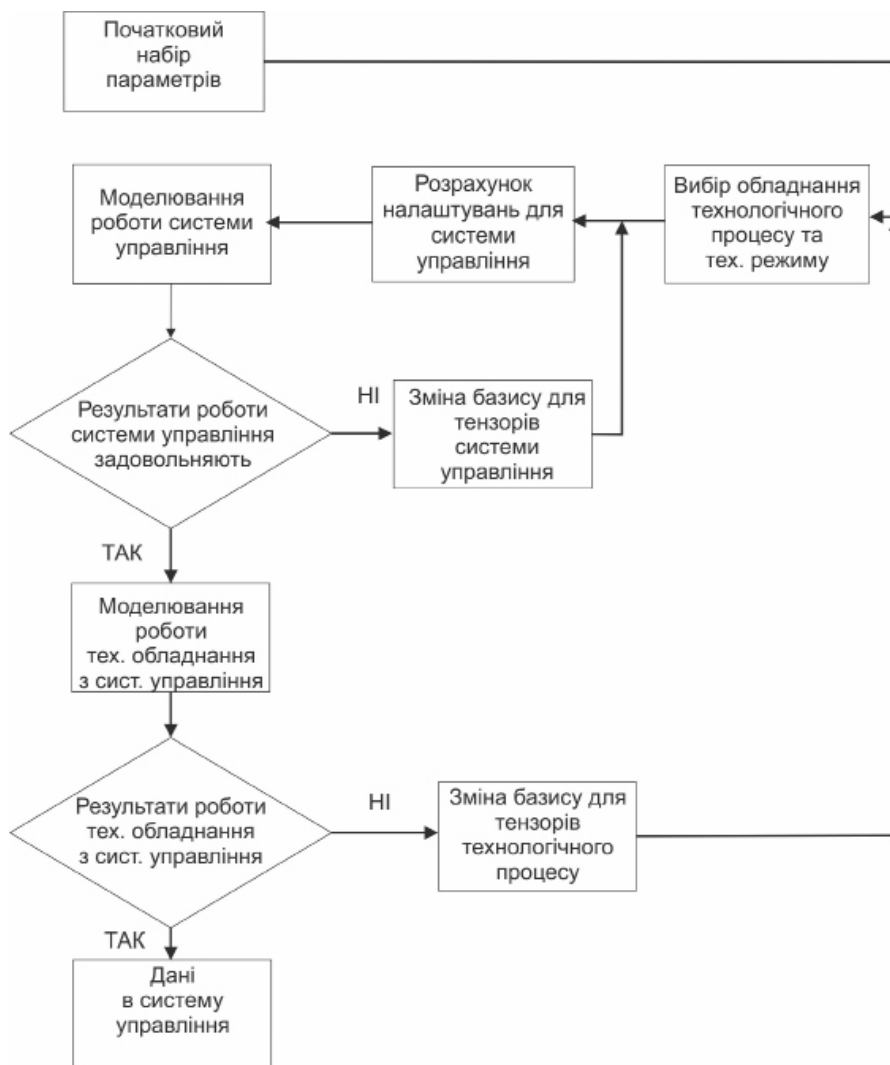 Початковий
набір
параметрів
Моделювання
роботи системи
управління
Розрахунок
налаштувань для
системи
управління
Вибір обладнання
технологічного
процесу та
тех. режиму
Результати роботи
системи управління
задовольняють
НІ
Зміна базису для
тензорів
системи
управління
ТАК
Моделювання
роботи
тех. обладнання
з сист. управління
Результати роботи
тех. обладнання
з сист. управління
НІ
Зміна базису для
тензорів
технологічного
процесу
ТАК
Дані
в систему
управління